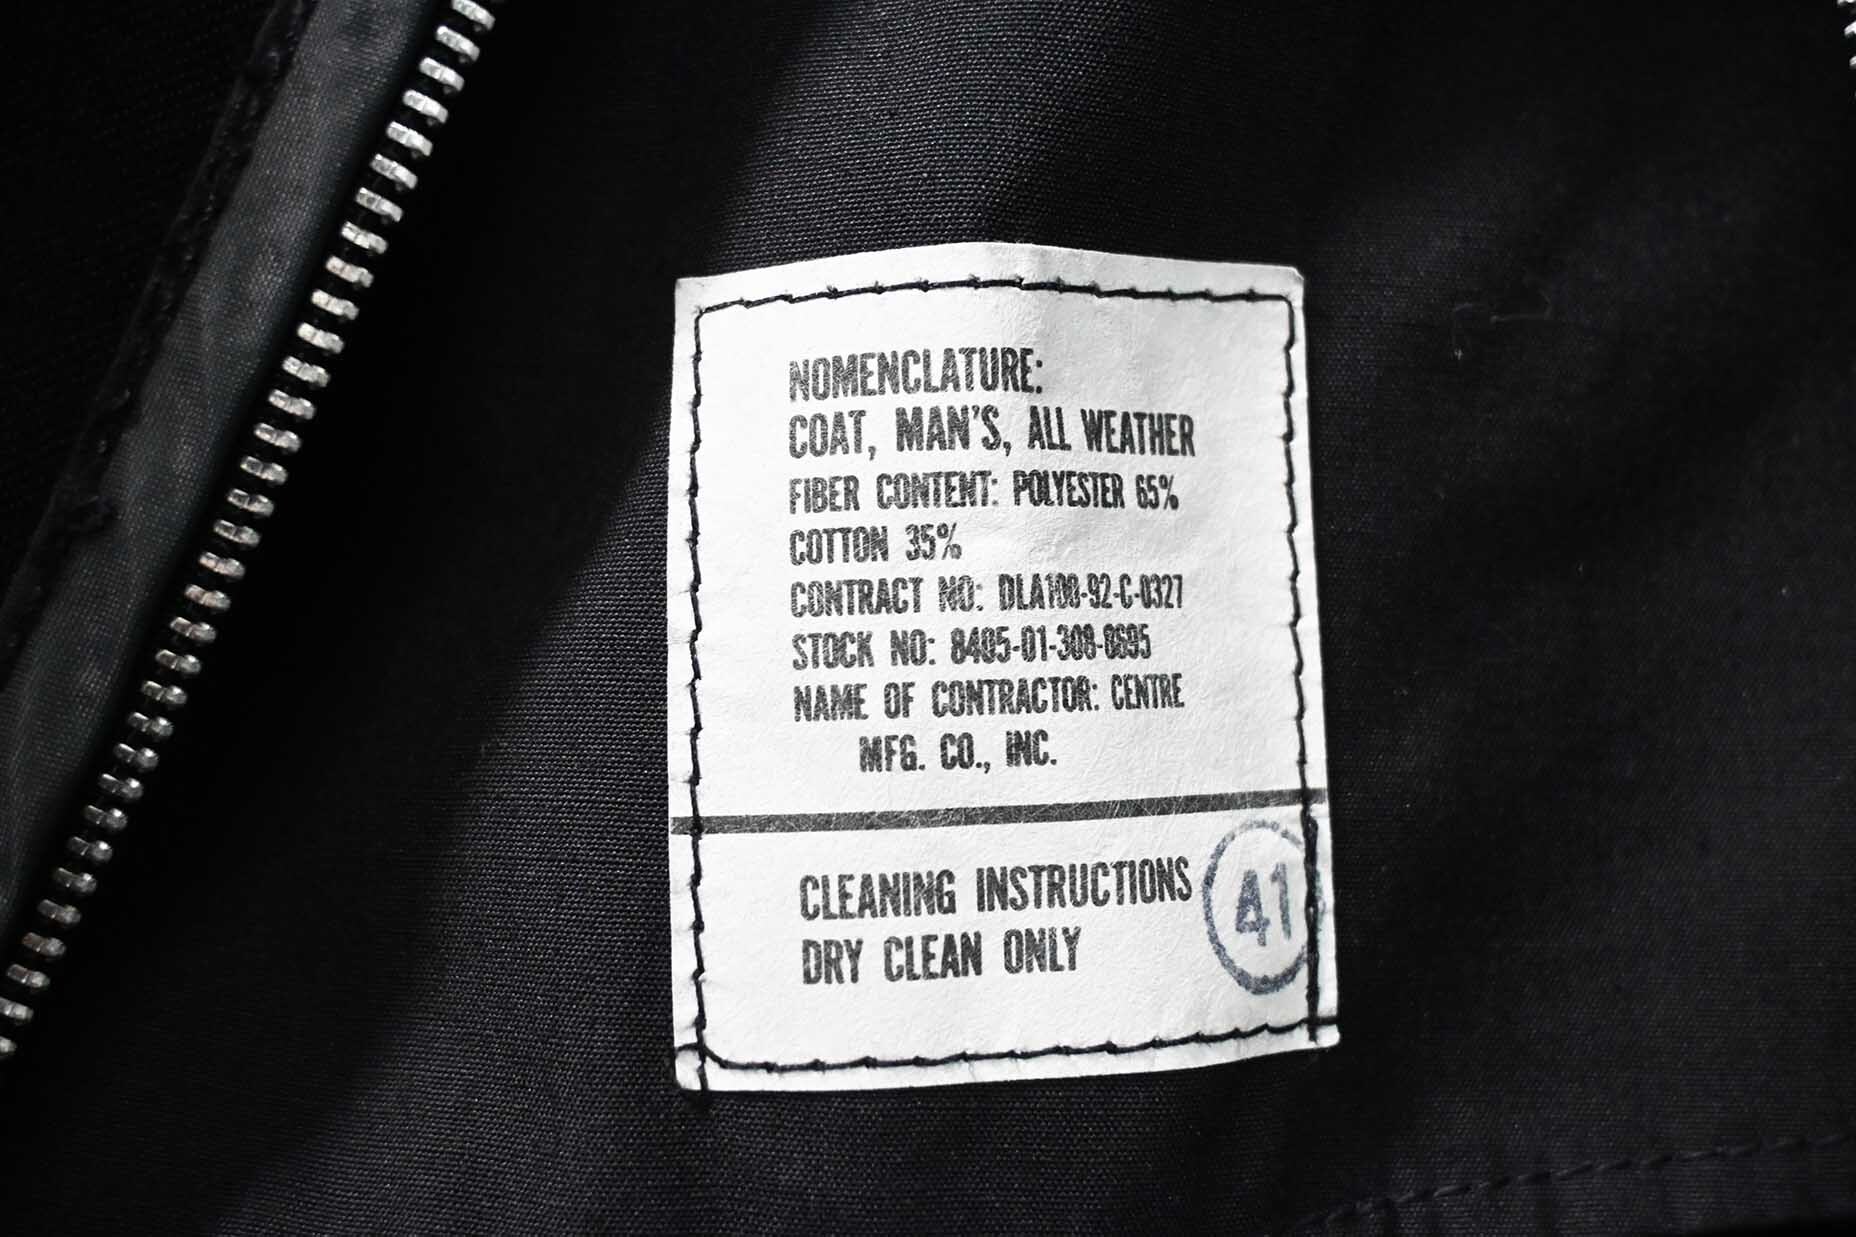 NOMENCLATURE:
COAT, MAN'S, ALL WEATHER
FIBER CONTENT: POLYESTER 65%
COTTON 35%
CONTRACT NO: DLA100-92-C-0327
STOCK NO: 8405-01-308-8695
NAME OF CONTRACTOR: CENTRE
MFG. CO., INC.
CLEANING INSTRUCTIONS
DRY CLEAN ONLY
41